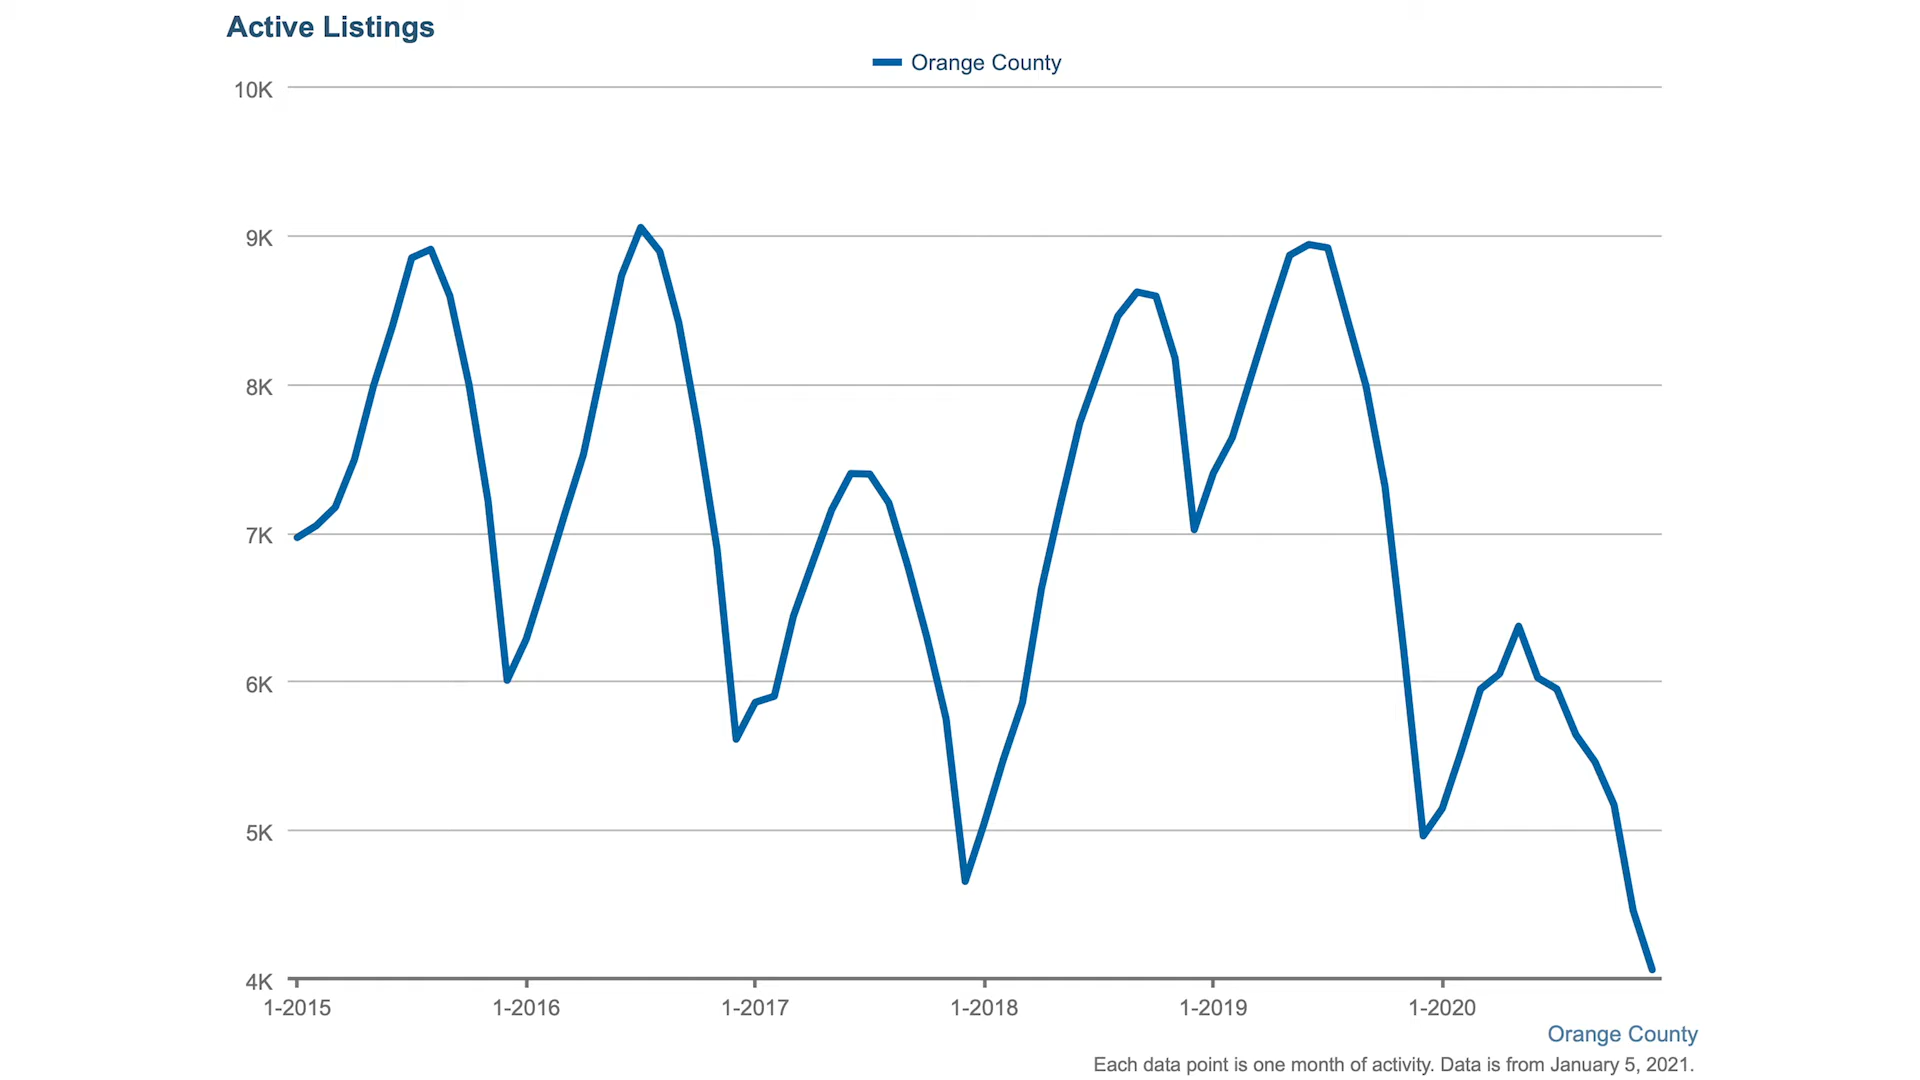 Active Listings
Orange County
10K
9K
8K
7K
6K
5K
4K
1-2015 1-2016 1-2017 1-2018 1-2019 1-2020
Orange County
Each data point is one month of activity. Data is from January 5, 2021.